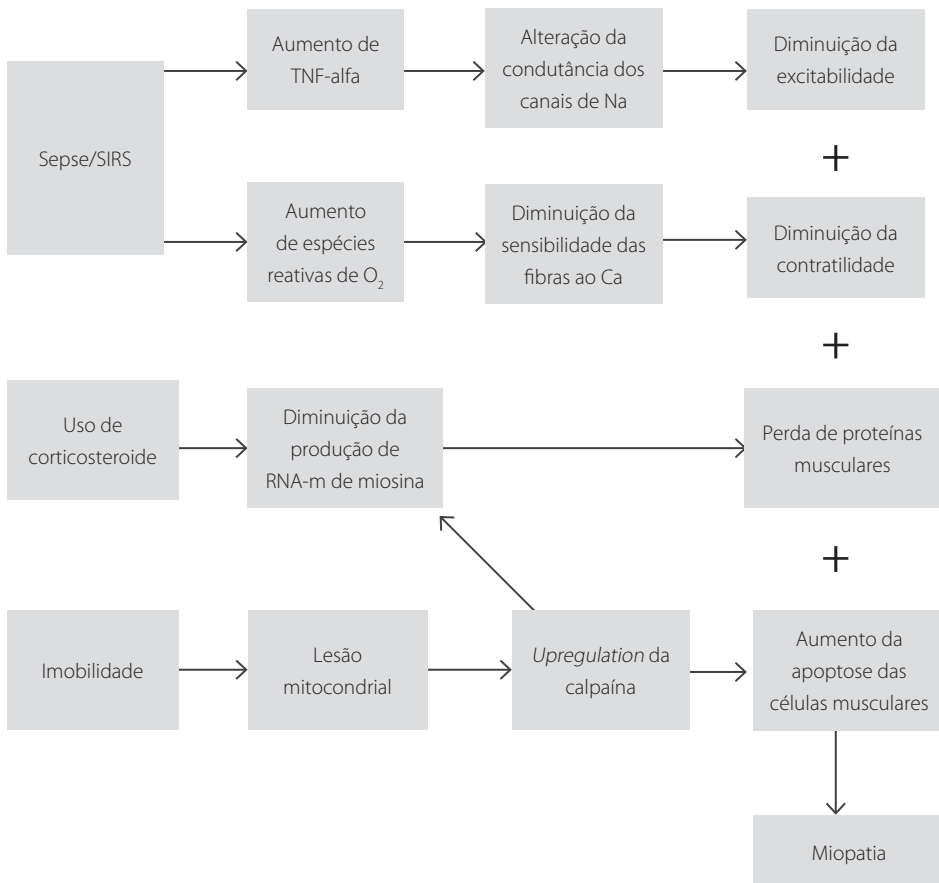 Sepse/SIRS
Aumento de
TNF-alfa
Alteração da
condutância dos
canais de Na
Diminuição da
excitabilidade
+
Aumento
de espécies
reativas de O₂
Diminuição da
sensibilidade das
fibras ao Ca
Diminuição da
contratilidade
+
Uso de
corticosteroide
Diminuição da
produção de
RNA-m de miosina
Perda de proteínas
musculares
+
Imobilidade
Lesão
mitocondrial
Upregulation da
calpaína
Aumento da
apoptose das
células musculares
Miopatia